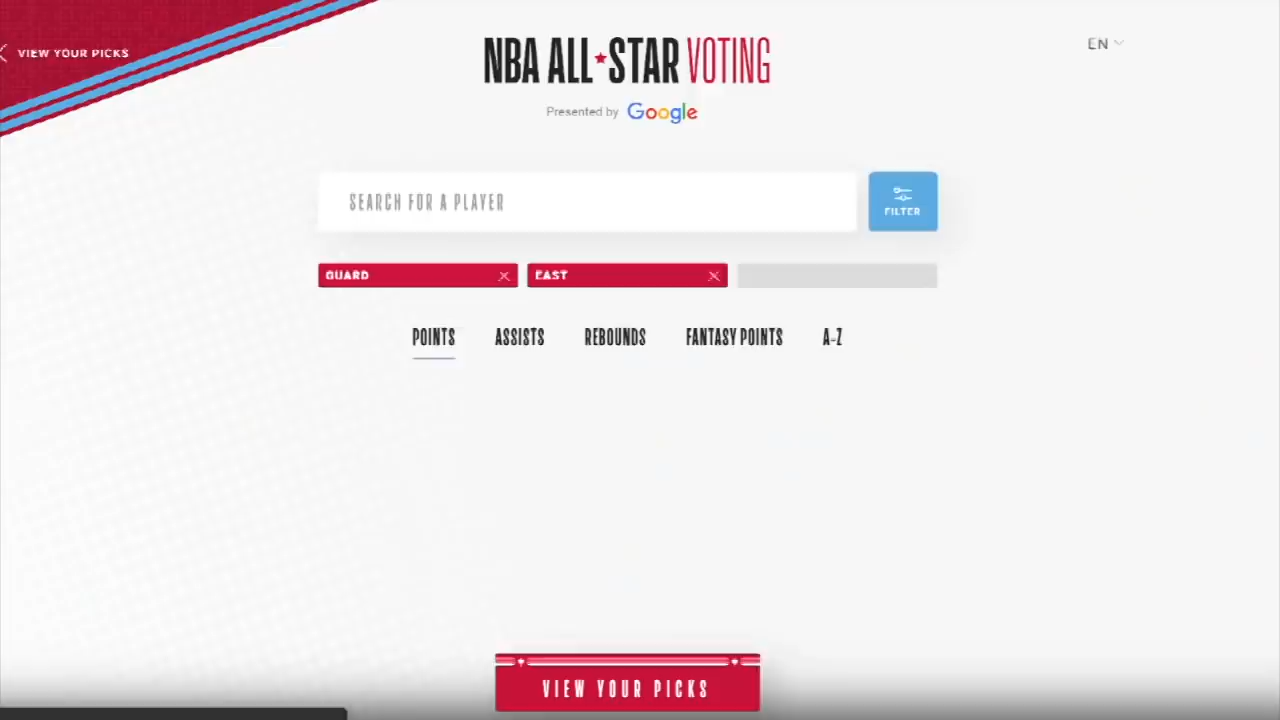 VIEW YOUR PICKS
NBA ALL★STAR VOTING
EN
Presented by Google
SEARCH FOR A PLAYER
FILTER
GUARD
EAST
POINTS ASSISTS REBOUNDS FANTASY POINTS A-Z
VIEW YOUR PICKS